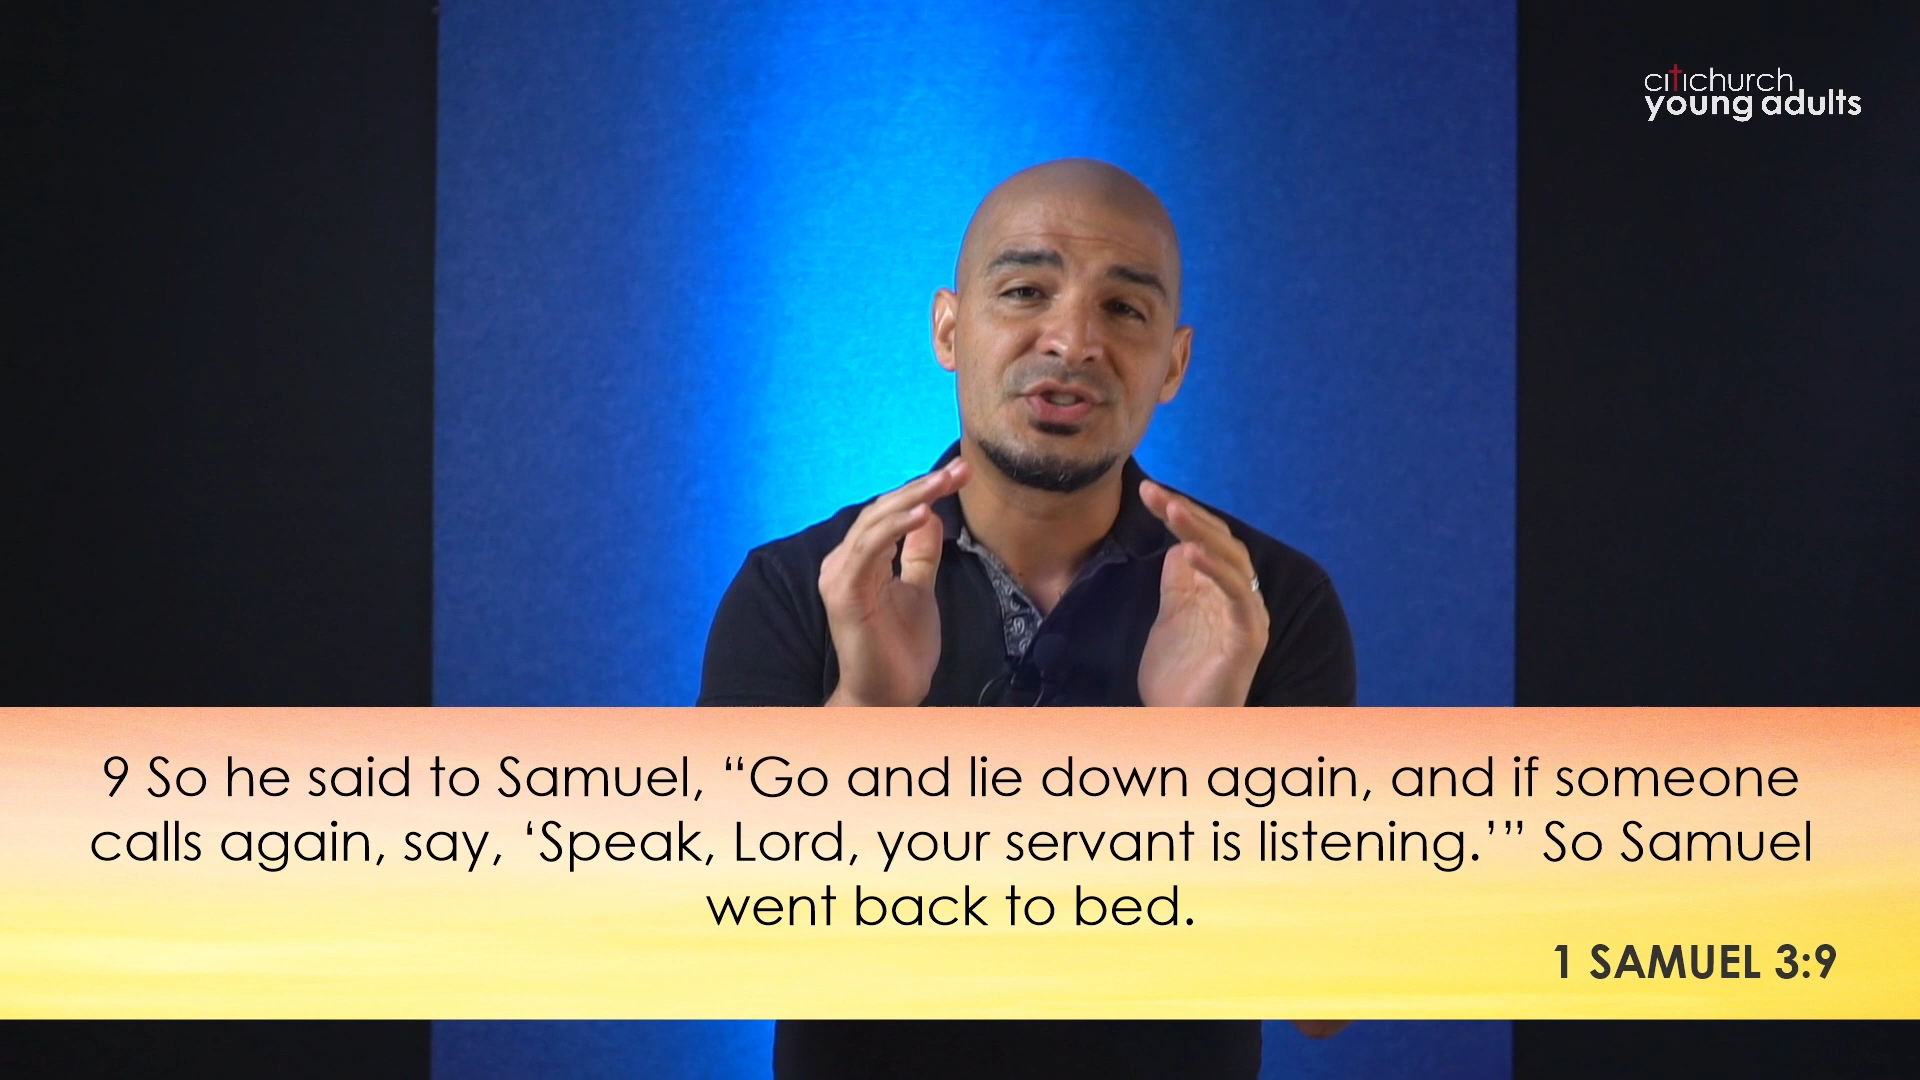 citichurch
young adults
9 So he said to Samuel, “Go and lie down again, and if someone
calls again, say, ‘Speak, Lord, your servant is listening.’” So Samuel
went back to bed.
1 SAMUEL 3:9